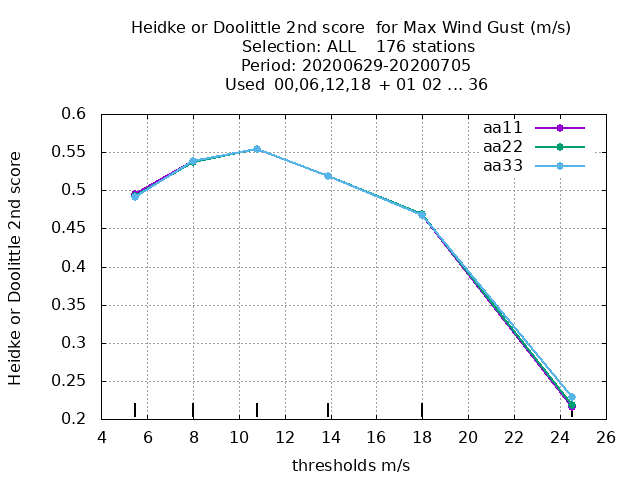 Heidke or Doolittle 2nd score  for Max Wind Gust (m/s)
Selection: ALL    176 stations
Period: 20200629-20200705
Used  00,06,12,18 + 01 02 ... 36
Heidke or Doolittle 2nd score
0.6
0.55
0.5
0.45
0.4
0.35
0.3
0.25
0.2
aa11
aa22
aa33
4 6 8 10 12 14 16 18 20 22 24 26
thresholds m/s